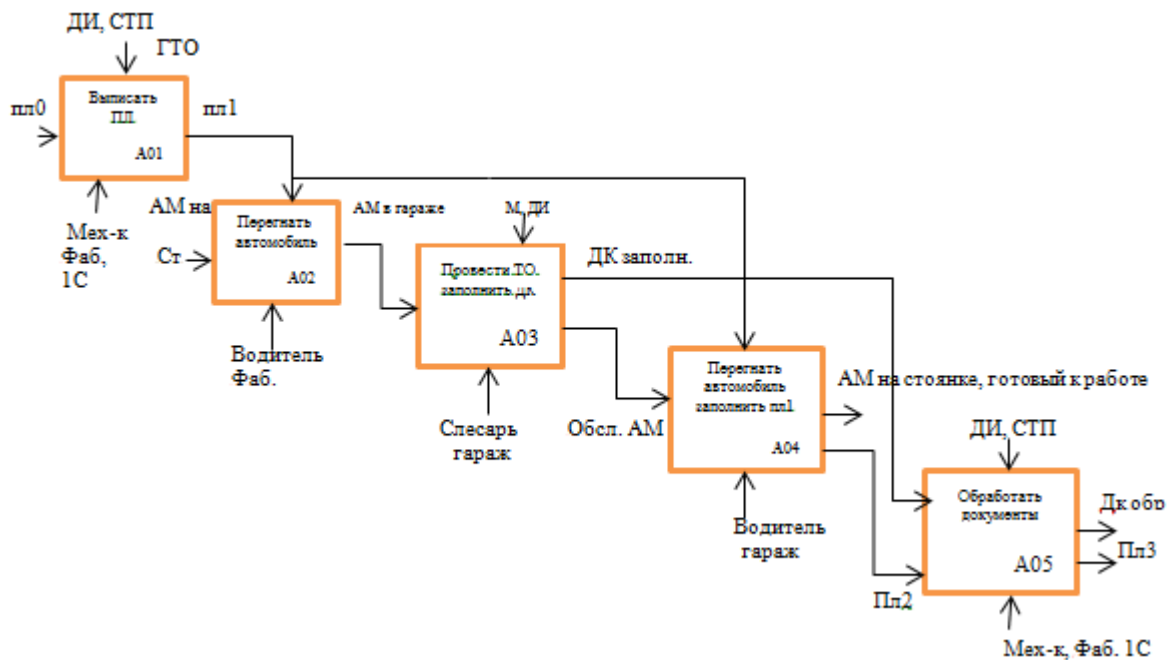 ДИ, СТП
ГТО
пл0
Выписать
ПЛ
А01
пл1
Мех-к
Фаб,
1С
АМ на
Ст
Перегнать
автомобиль
А02
АМ в гараже
Водитель
Фаб.
М, ДИ
Провести.ТО.
заполнить.дк
А03
ДК заполн.
Слесарь
гараж
Обсл. АМ
Перегнать
автомобиль
заполнить пл1
А04
АМ на стоянке, готовый к работе
Водитель
гараж
Пл2
ДИ, СТП
Обработать
документы
А05
Дк обр
Пл3
Мех-к, Фаб. 1С